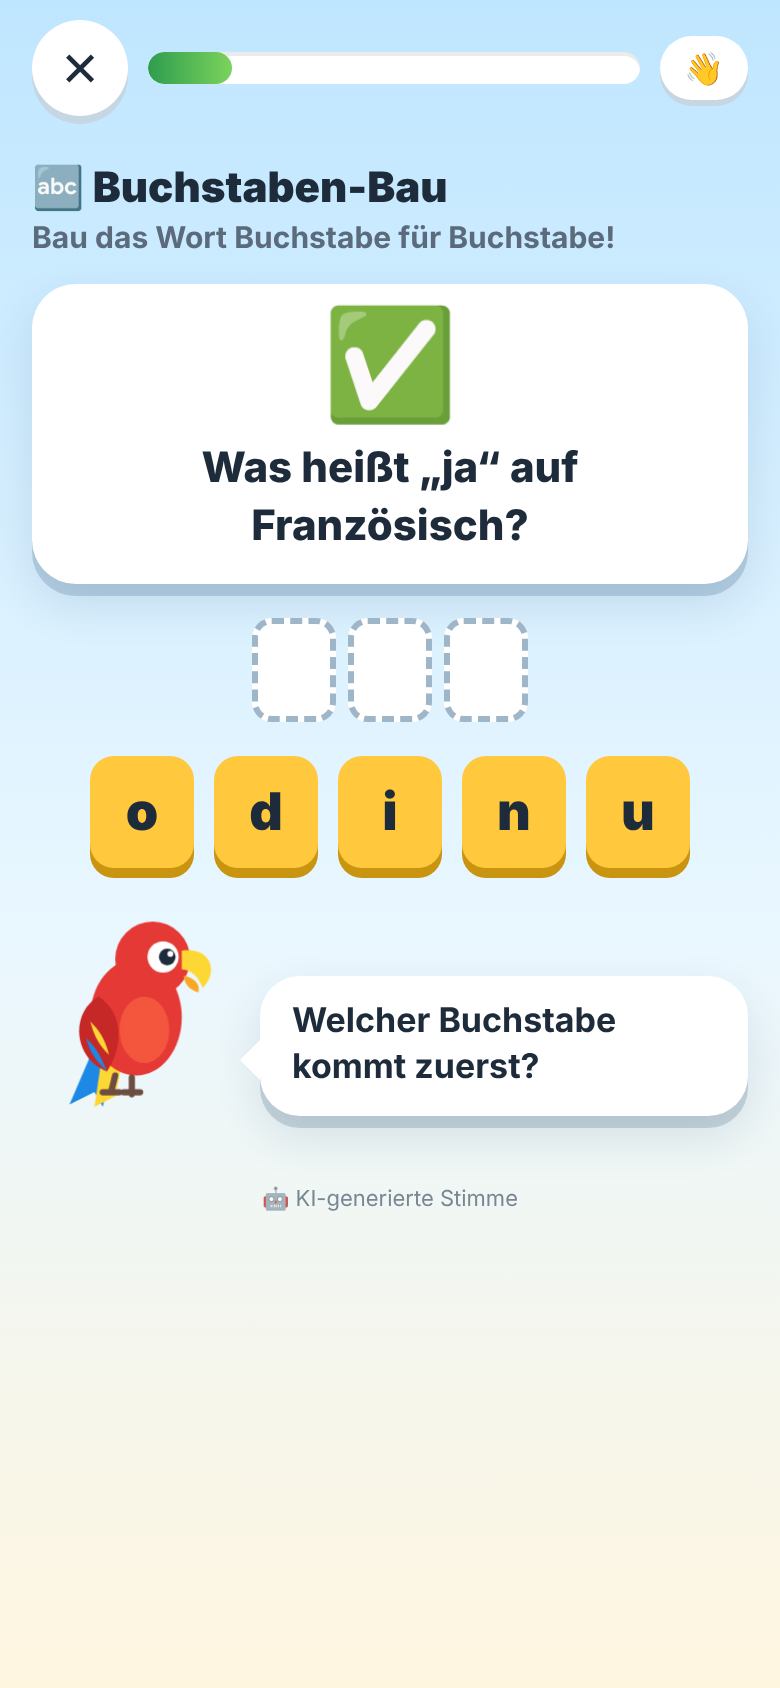 abc Buchstaben-Bau
Bau das Wort Buchstabe für Buchstabe!
Was heißt „ja“ auf
Französisch?
o d i n u
Welcher Buchstabe
kommt zuerst?
KI-generierte Stimme